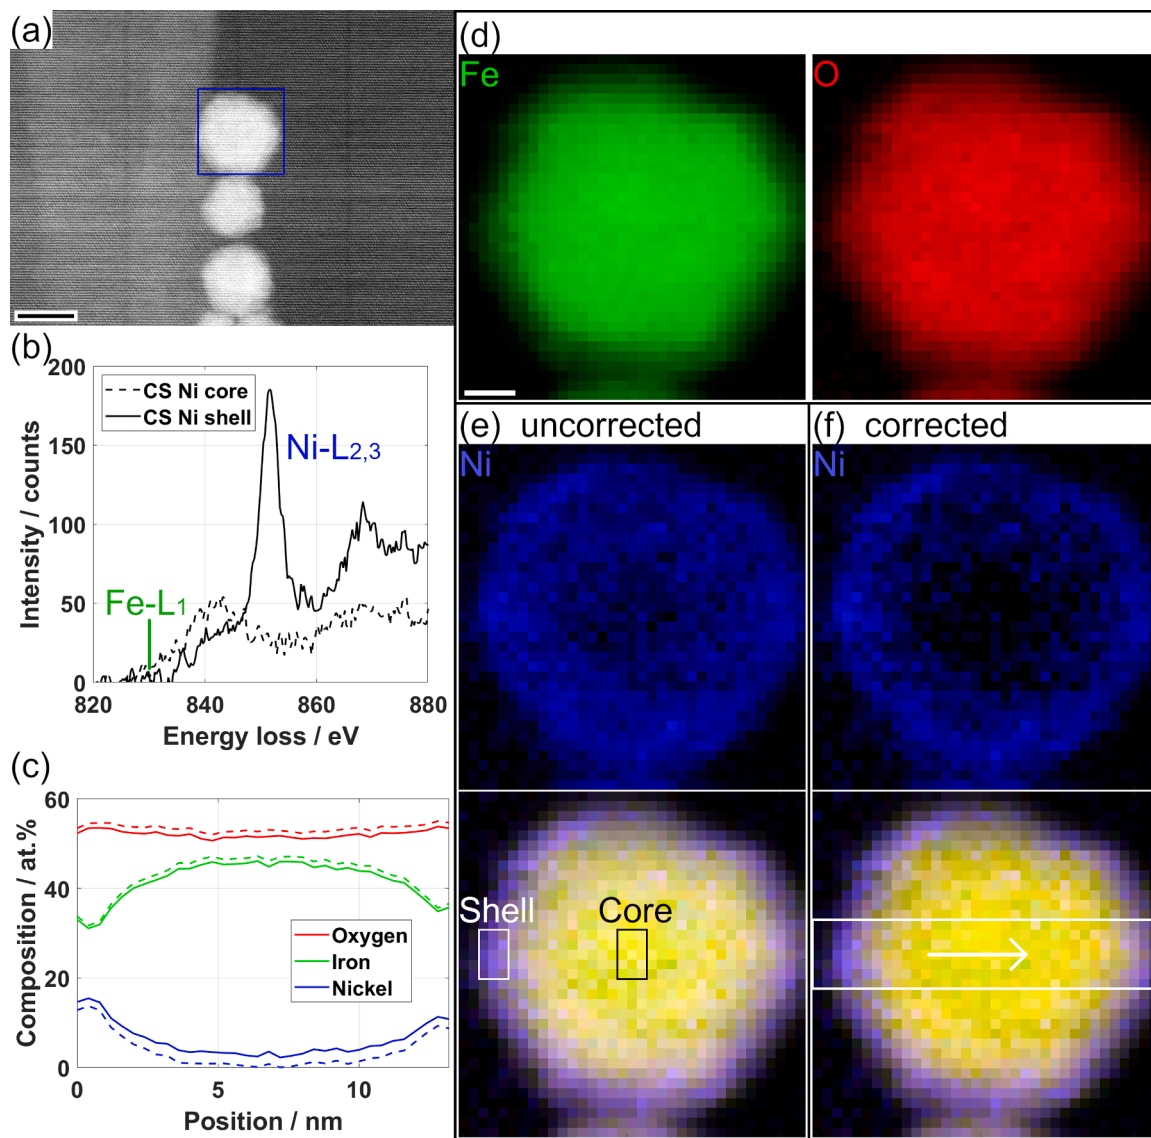 (a)
(b)
200
150
100
50
0
820
840
860
880
Intensity / counts
Energy loss / eV
CS Ni core
CS Ni shell
Ni-L2,3
Fe-L1
(c)
60
40
20
0
0
5
10
Composition / at.%
Position / nm
Oxygen
Iron
Nickel
(d)
Fe
O
(e) uncorrected
Ni
Shell
Core
(f) corrected
Ni